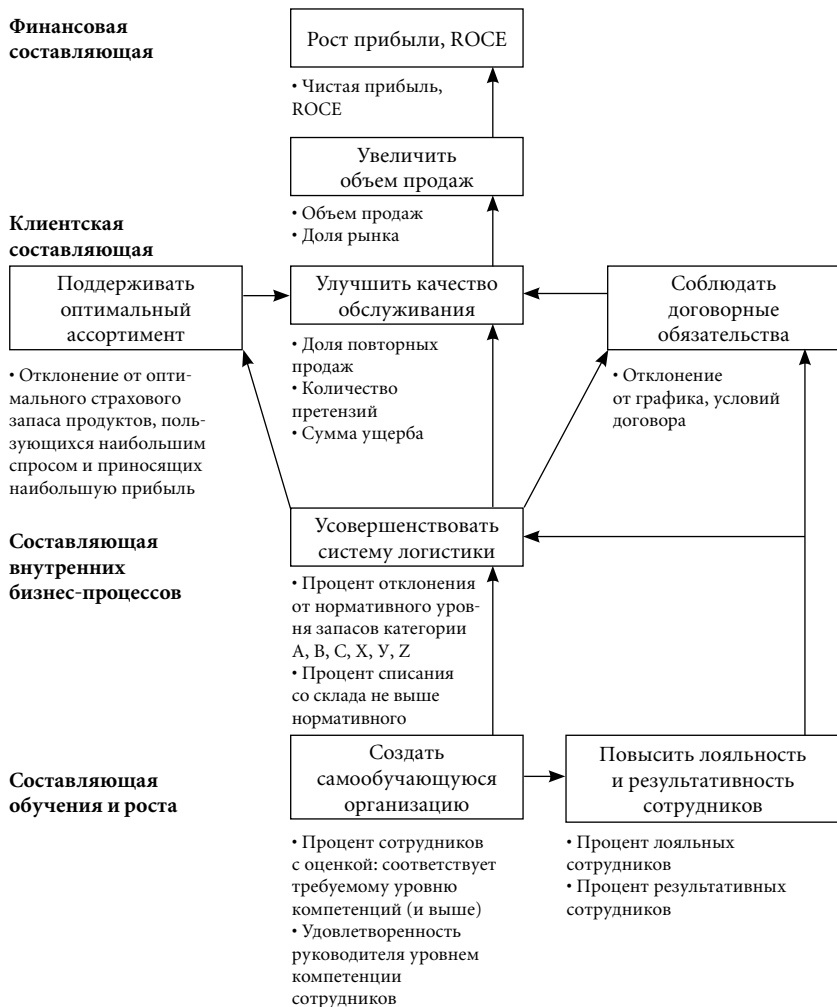 Финансовая
составляющая
Рост прибыли, ROCE
• Чистая прибыль,
ROCE
Увеличить
объем продаж
• Объем продаж
• Доля рынка
Клиентская
составляющая
Поддерживать
оптимальный
ассортимент
Улучшить качество
обслуживания
Соблюдать
договорные
обязательства
• Отклонение от опти-
мального страхового
запаса продуктов, поль-
зующихся наибольшим
спросом и приносящих
наибольшую прибыль
• Доля повторных
продаж
• Количество
претензий
• Сумма ущерба
• Отклонение
от графика, условий
договора
Составляющая
внутренних
бизнес-процессов
Усовершенствовать
систему логистики
• Процент отклонения
от нормативного уров-
ня запасов категории
А, В, С, Х, У, Z
• Процент списания
со склада не выше
нормативного
Составляющая
обучения и роста
Создать
самообучающуюся
организацию
Повысить лояльность
и результативность
сотрудников
• Процент сотрудников
с оценкой: соответствует
требуемому уровню
компетенций (и выше)
• Удовлетворенность
руководителя уровнем
компетенции
сотрудников
• Процент лояльных
сотрудников
• Процент результативных
сотрудников